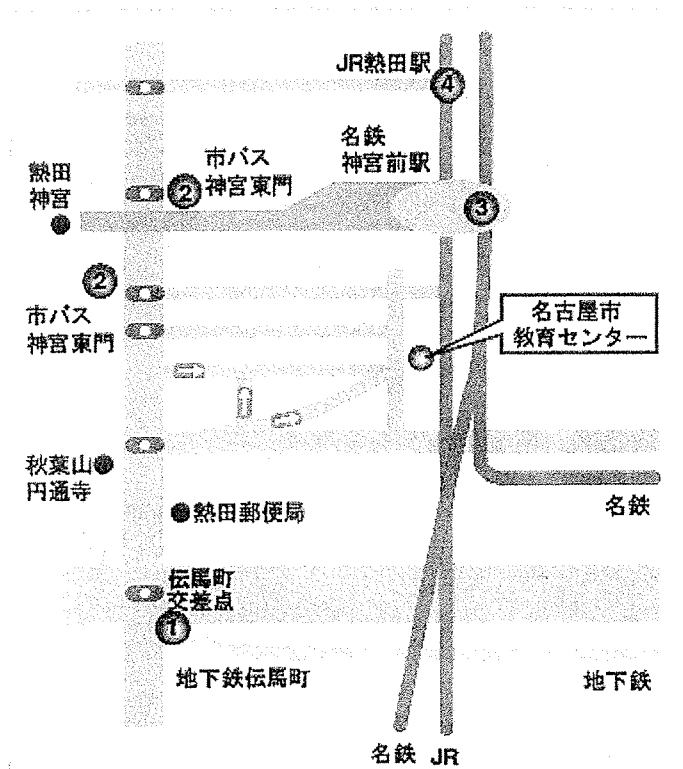 JR熱田駅
④
名鉄
神宮前駅
市バス
神宮東門
②
熱田
神宮
③
②
市バス
神宮東門
名古屋市
教育センター
秋葉山
円通寺
名鉄
熱田郵便局
伝馬町
交差点
①
地下鉄伝馬町
地下鉄
名鉄 JR